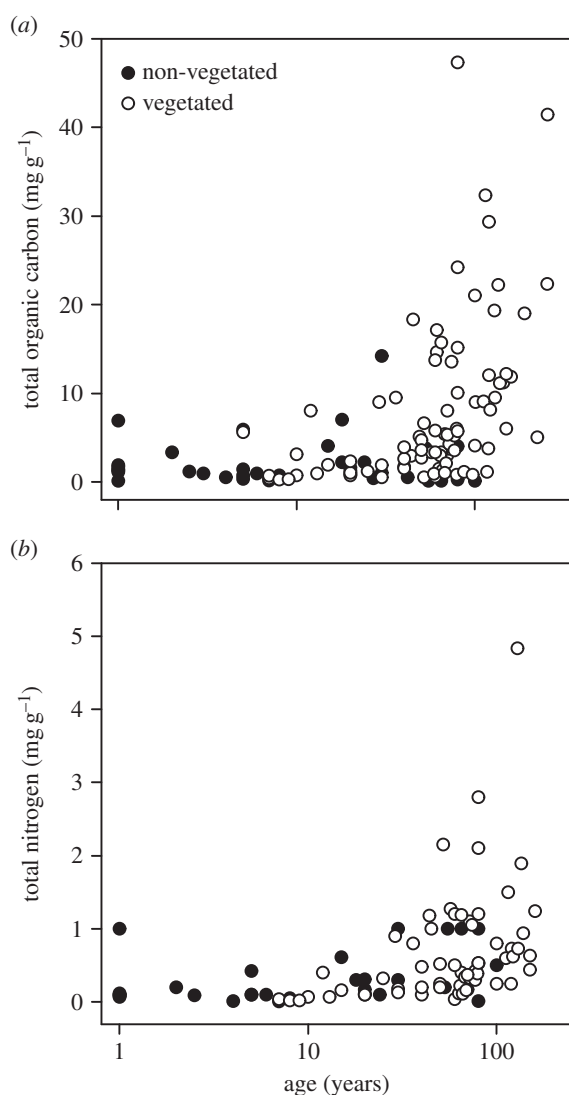 (a)
50
40
30
20
10
0
total organic carbon (mg g–1)
non-vegetated
vegetated
(b)
6
5
4
3
2
1
0
total nitrogen (mg g–1)
1 10 100
age (years)